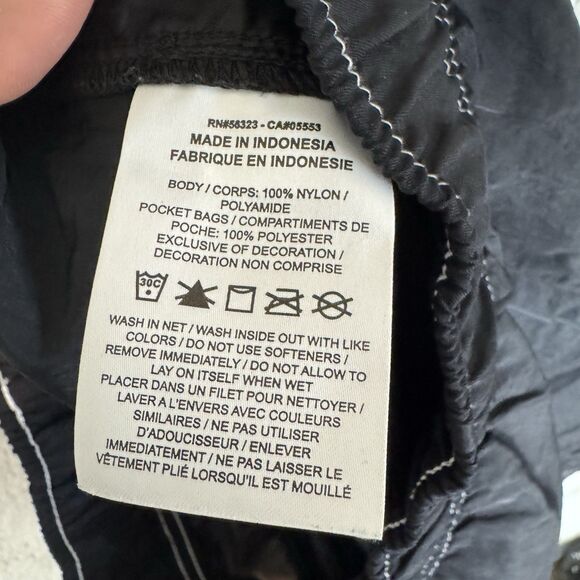 RN#56323 - CA#05553
MADE IN INDONESIA
FABRIQUE EN INDONESIE
BODY / CORPS: 100% NYLON /
POLYAMIDE
POCKET BAGS / COMPARTIMENTS DE
POCHE: 100% POLYESTER
EXCLUSIVE OF DECORATION /
DECORATION NON COMPRISE
30C
WASH IN NET / WASH INSIDE OUT WITH LIKE
COLORS / DO NOT USE SOFTENERS /
REMOVE IMMEDIATELY / DO NOT ALLOW TO
LAY ON ITSELF WHEN WET
PLACER DANS UN FILET POUR NETTOYER /
LAVER A L'ENVERS AVEC COULEURS
SIMILAIRES / NE PAS UTILISER
D'ADOUCISSEUR / ENLEVER
IMMEDIATEMENT / NE PAS LAISSER LE
VÊTEMENT PLIÉ LORSQU'IL EST MOUILLÉ